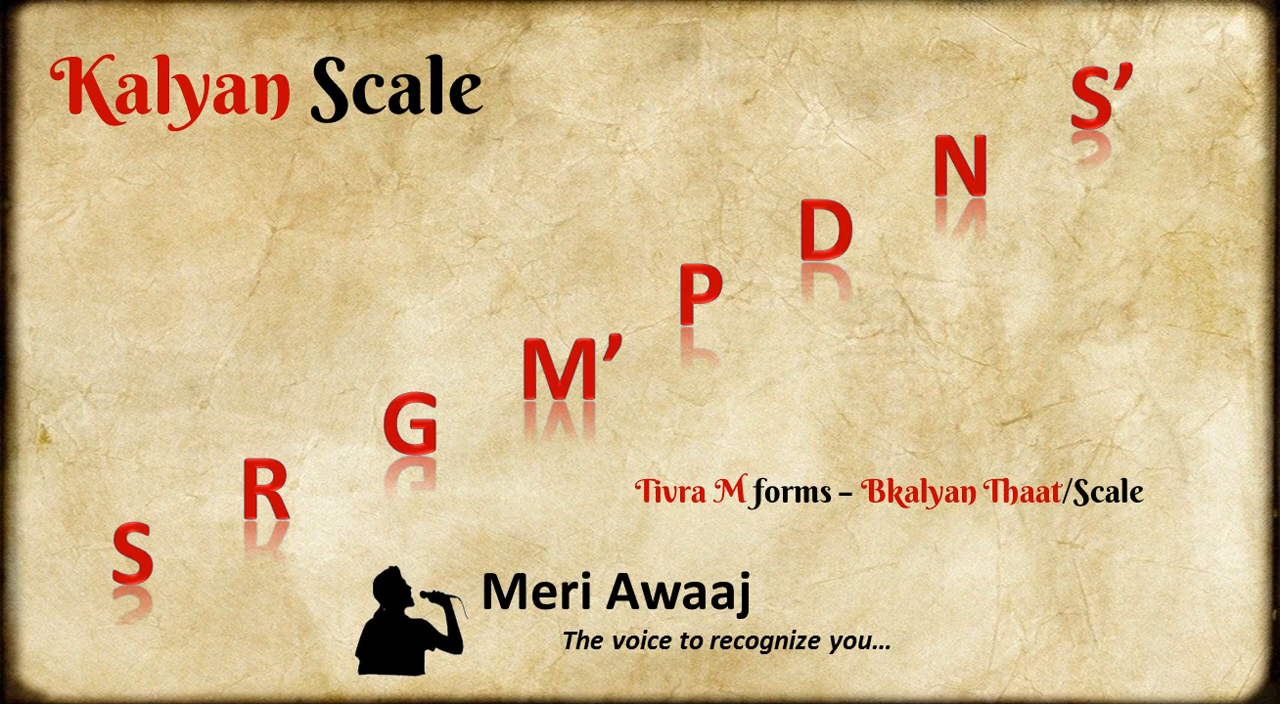 Kalyan Scale
S R G M’ P D N S’
Tivra M forms – Bkalyan Thaat/Scale
Meri Awaaj
The voice to recognize you...